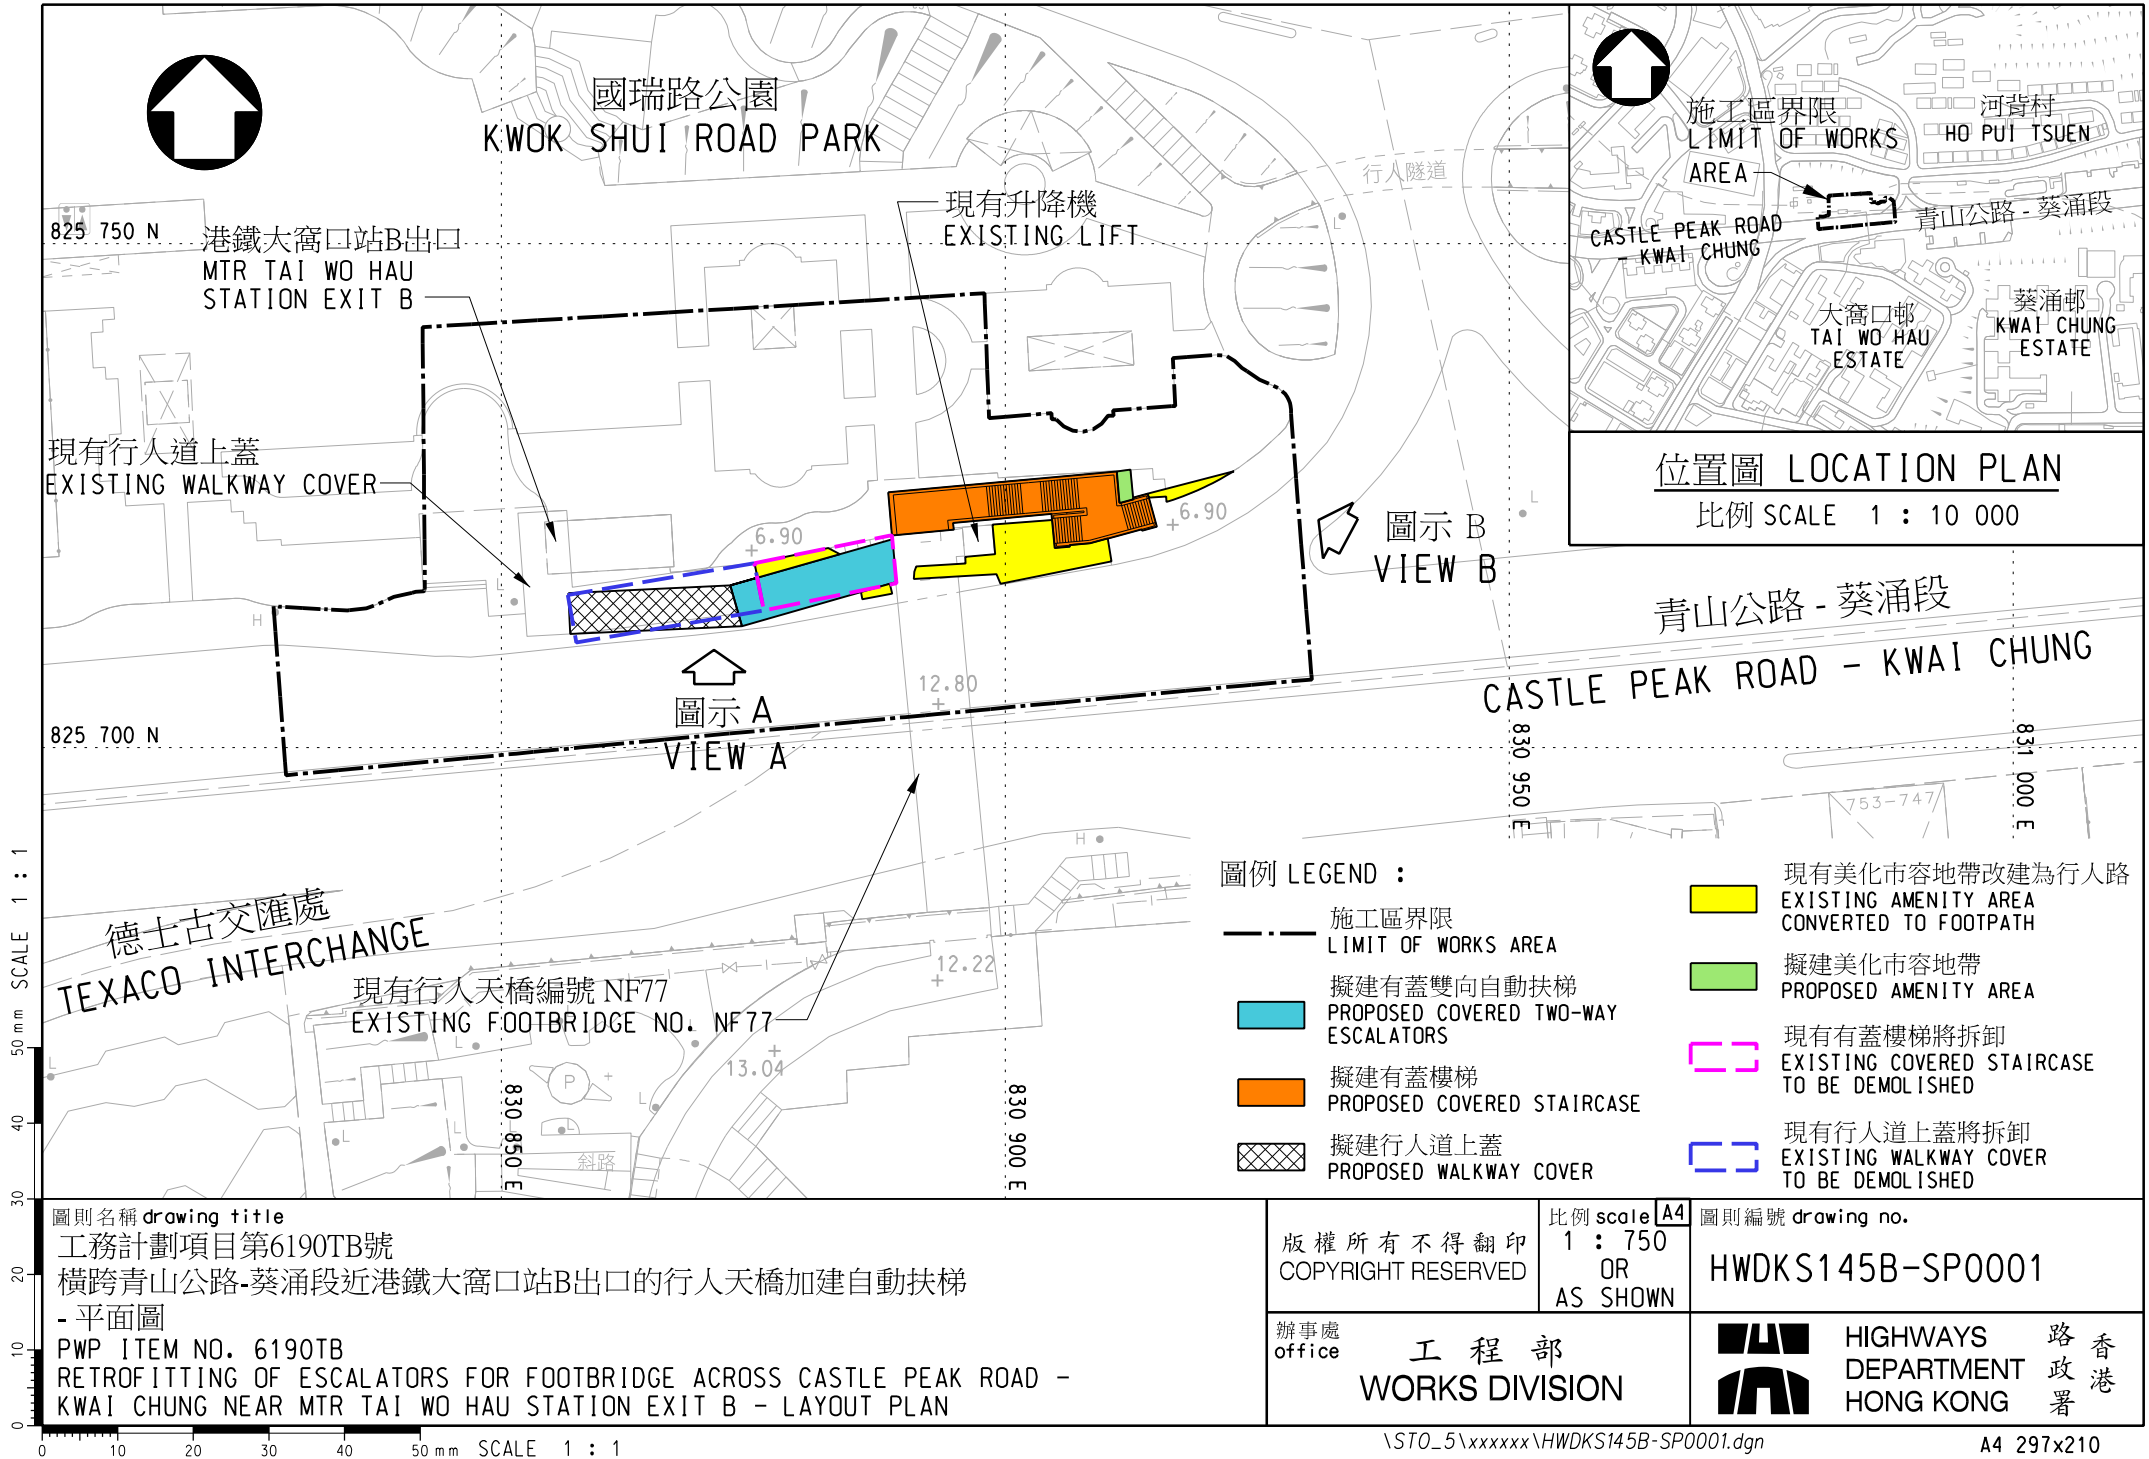 國瑞路公園
KWOK SHUI ROAD PARK
825 750 N
港鐵大窩口站B出口
MTR TAI WO HAU
STATION EXIT B
現有升降機
EXISTING LIFT
行人隧道
L
現有行人道上蓋
EXISTING WALKWAY COVER
6.90
6.90
L
H
圖示 A
VIEW A
圖示 B
VIEW B
12.80
825 700 N
青山公路 - 葵涌段
CASTLE PEAK ROAD - KWAI CHUNG
830 950 E
831 000 E
753-747
L
H
德士古交匯處
TEXACO INTERCHANGE
現有行人天橋編號 NF77
EXISTING FOOTBRIDGE NO. NF77
12.22
13.04
P
L
L
L
L
L
L
斜路
830 850 E
830 900 E
施工區界限
LIMIT OF WORKS
AREA
河背村
HO PUI TSUEN
青山公路 - 葵涌段
CASTLE PEAK ROAD
- KWAI CHUNG
大窩口邨
TAI WO HAU
ESTATE
葵涌邨
KWAI CHUNG
ESTATE
位置圖 LOCATION PLAN
比例 SCALE 1 : 10 000
圖例 LEGEND :
施工區界限
LIMIT OF WORKS AREA
擬建有蓋雙向自動扶梯
PROPOSED COVERED TWO-WAY
ESCALATORS
擬建有蓋樓梯
PROPOSED COVERED STAIRCASE
擬建行人道上蓋
PROPOSED WALKWAY COVER
現有美化市容地帶改建為行人路
EXISTING AMENITY AREA
CONVERTED TO FOOTPATH
擬建美化市容地帶
PROPOSED AMENITY AREA
現有有蓋樓梯將拆卸
EXISTING COVERED STAIRCASE
TO BE DEMOLISHED
現有行人道上蓋將拆卸
EXISTING WALKWAY COVER
TO BE DEMOLISHED
圖則名稱 drawing title
工務計劃項目第6190TB號
橫跨青山公路-葵涌段近港鐵大窩口站B出口的行人天橋加建自動扶梯
- 平面圖
PWP ITEM NO. 6190TB
RETROFITTING OF ESCALATORS FOR FOOTBRIDGE ACROSS CASTLE PEAK ROAD -
KWAI CHUNG NEAR MTR TAI WO HAU STATION EXIT B - LAYOUT PLAN
版權所有不得翻印
COPYRIGHT RESERVED
比例 scale A4
1 : 750
OR
AS SHOWN
圖則編號 drawing no.
HWDKS145B-SP0001
辦事處
office
工程部
WORKS DIVISION
HIGHWAYS
DEPARTMENT
HONG KONG
香港
路政署
0 10 20 30 40 50 mm SCALE 1 : 1
0 10 20 30 40 50 mm SCALE 1 : 1
\STO_5\xxxxxx\HWDKS145B-SP0001.dgn
A4 297x210